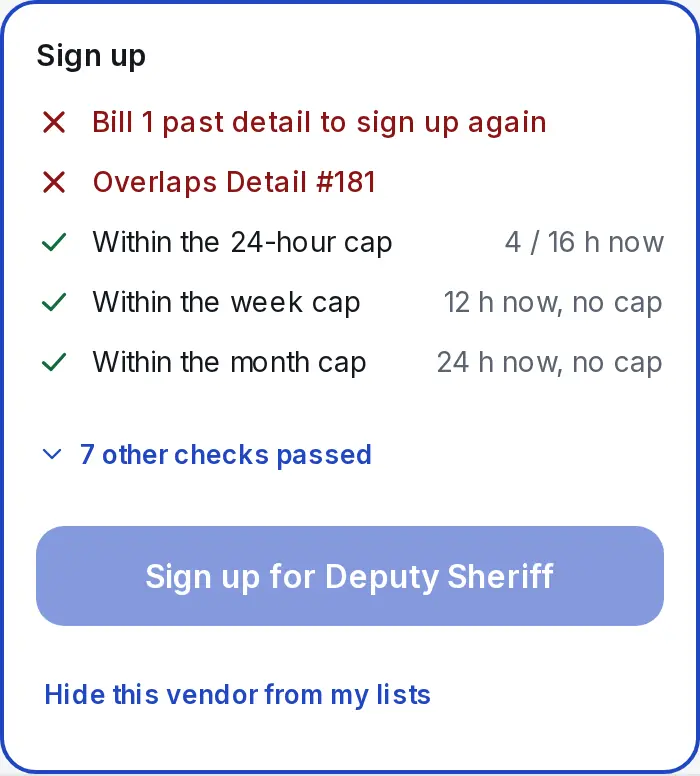 Sign up
Bill 1 past detail to sign up again
Overlaps Detail #181
Within the 24-hour cap 4 / 16 h now
Within the week cap 12 h now, no cap
Within the month cap 24 h now, no cap
7 other checks passed
Sign up for Deputy Sheriff
Hide this vendor from my lists